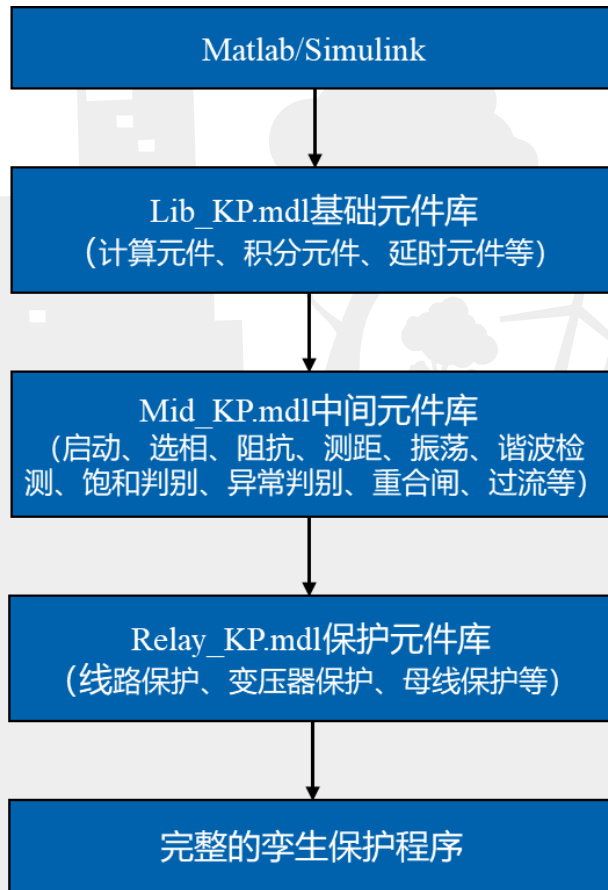 Matlab/Simulink
Lib_KP.mdl基础元件库
（计算元件、积分元件、延时元件等）
Mid_KP.mdl中间元件库
（启动、选相、阻抗、测距、振荡、谐波检
测、饱和判别、异常判别、重合闸、过流等）
Relay_KP.mdl保护元件库
（线路保护、变压器保护、母线保护等）
完整的孪生保护程序